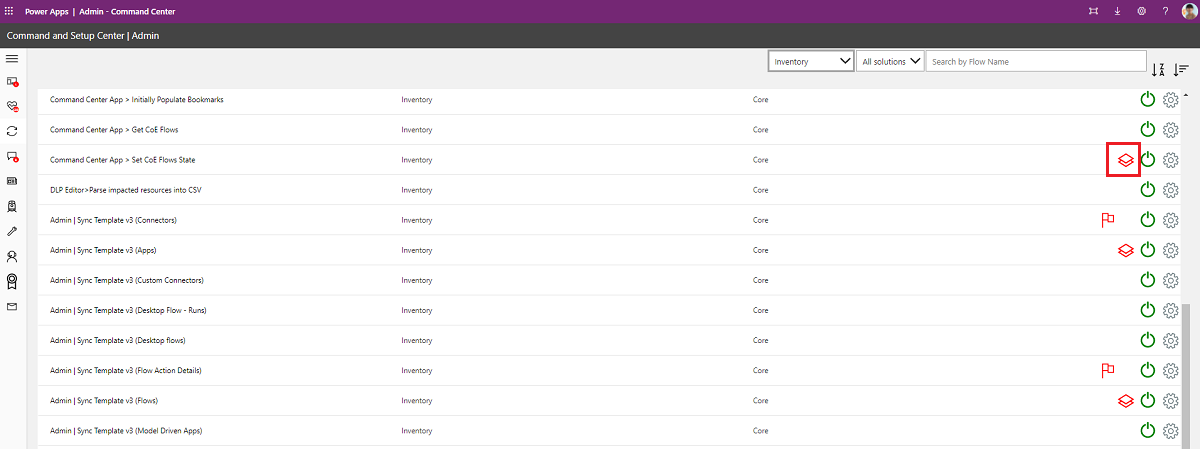 Power Apps | Admin - Command Center ?
Command and Setup Center | Admin
Inventory All solutions Search by Flow Name
Command Center App > Initially Populate Bookmarks Inventory Core
Command Center App > Get CoE Flows Inventory Core
Command Center App > Set CoE Flows State Inventory Core
DLP Editor>Parse impacted resources into CSV Inventory Core
Admin | Sync Template v3 (Connectors) Inventory Core
Admin | Sync Template v3 (Apps) Inventory Core
Admin | Sync Template v3 (Custom Connectors) Inventory Core
Admin | Sync Template v3 (Desktop Flow - Runs) Inventory Core
Admin | Sync Template v3 (Desktop flows) Inventory Core
Admin | Sync Template v3 (Flow Action Details) Inventory Core
Admin | Sync Template v3 (Flows) Inventory Core
Admin | Sync Template v3 (Model Driven Apps) Inventory Core